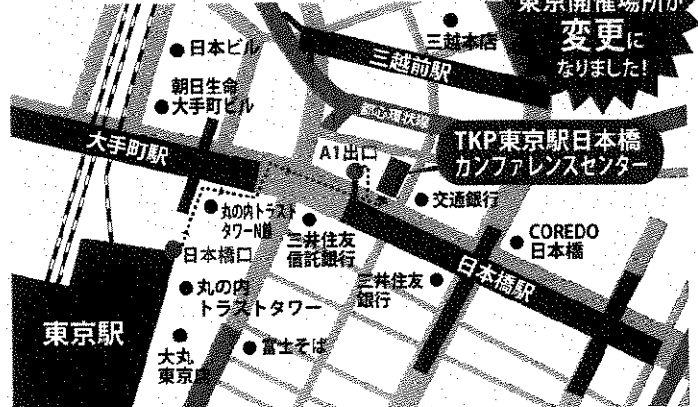 東京開催場所が
変更に
なりました!
日本ビル
三越本店
三越前駅
朝日生命
大手町ビル
大手町駅
A1出口
TKP東京駅日本橋
カンファレンスセンター
交通銀行
丸の内トラスト
タワーN館
三井住友
信託銀行
COREDO
日本橋
日本橋口
三井住友
銀行
日本橋駅
丸の内
トラストタワー
東京駅
大丸
東京店
富士そば